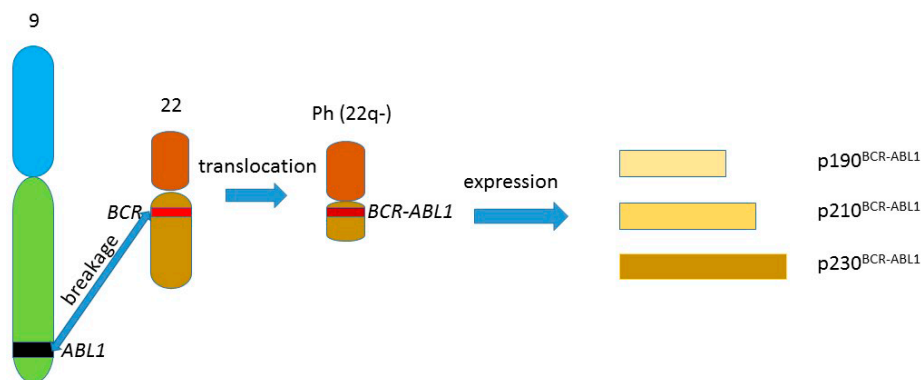 9
22
Ph (22q-)
translocation
expression
BCR
BCR-ABL1
breakage
ABL1
p190BCR-ABL1
p210BCR-ABL1
p230BCR-ABL1